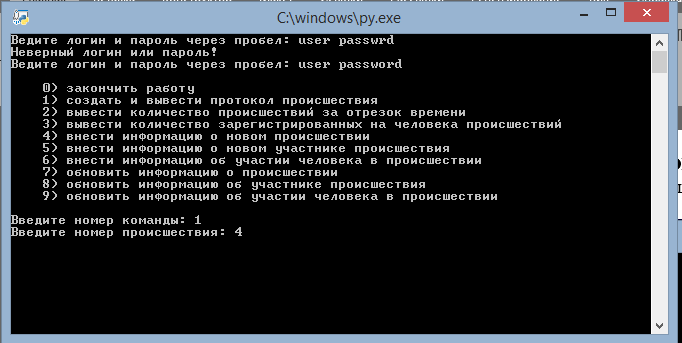 C:\windows\py.exe
Ведите логин и пароль через пробел: user passwrd
Неверный логин или пароль!
Ведите логин и пароль через пробел: user password
0) закончить работу
1) создать и вывести протокол происшествия
2) вывести количество происшествий за отрезок времени
3) вывести количество зарегистрированных на человека происшествий
4) внести информацию о новом происшествии
5) внести информацию о новом участнике происшествия
6) внести информацию об участии человека в происшествии
7) обновить информацию о происшествии
8) обновить информацию об участнике происшествия
9) обновить информацию об участии человека в происшествии
Введите номер команды: 1
Введите номер происшествия: 4